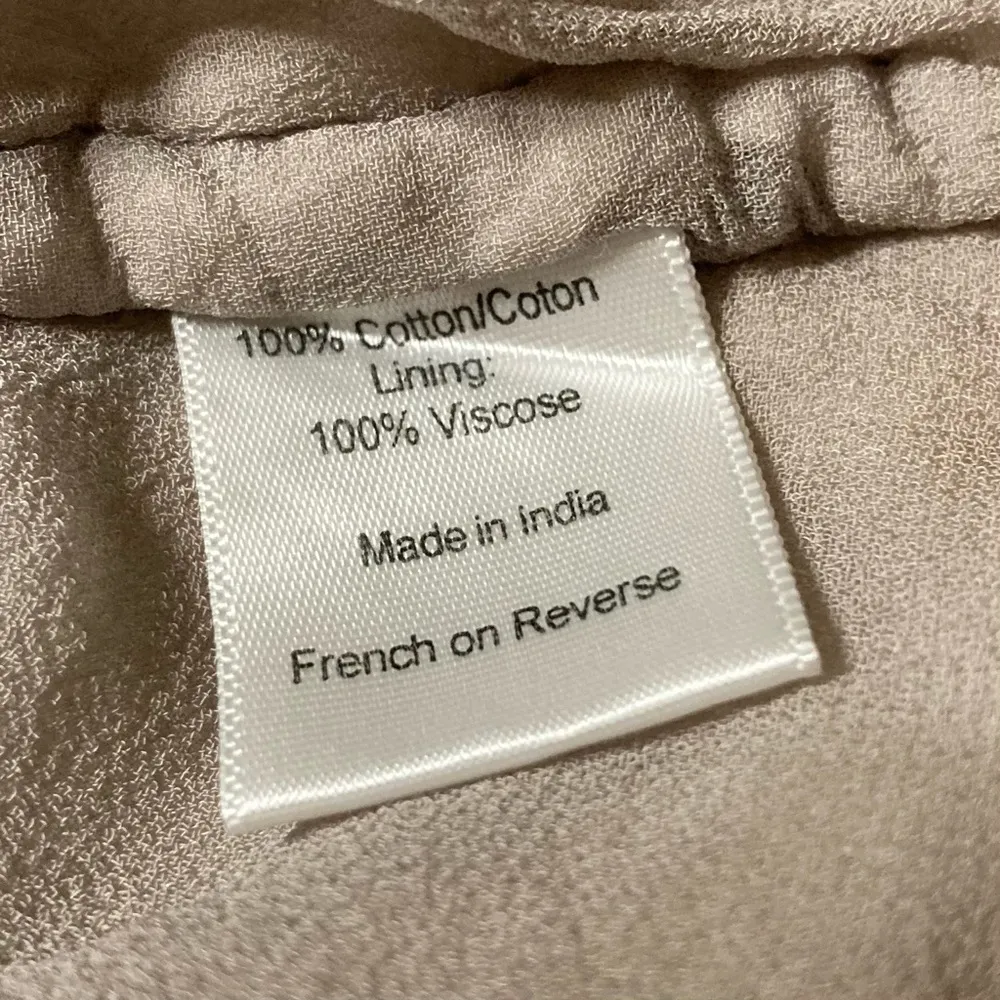 100% Cotton/Coton
Lining:
100% Viscose
Made in India
French on Reverse